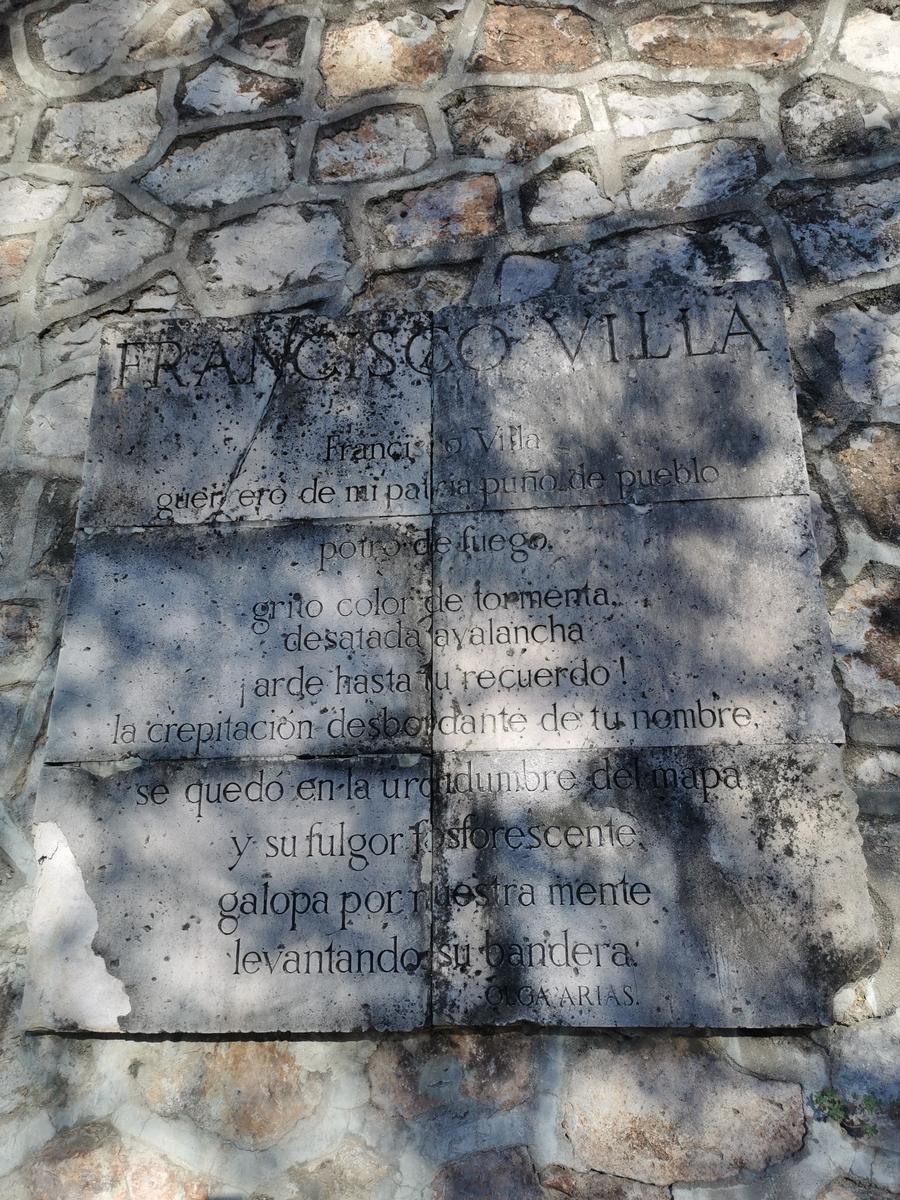 FRANCISCO VILLA
Francisco Villa
guerrero de mi patria puño de pueblo
potro de fuego.
grito color de tormenta,
desatada avalancha
¡arde hasta tu recuerdo!
la crepitación desbordante de tu nombre,
se quedó en la urdidumbre del mapa
y su fulgor fosforescente,
galopa por nuestra mente
levantando su bandera.
OLGA ARIAS.